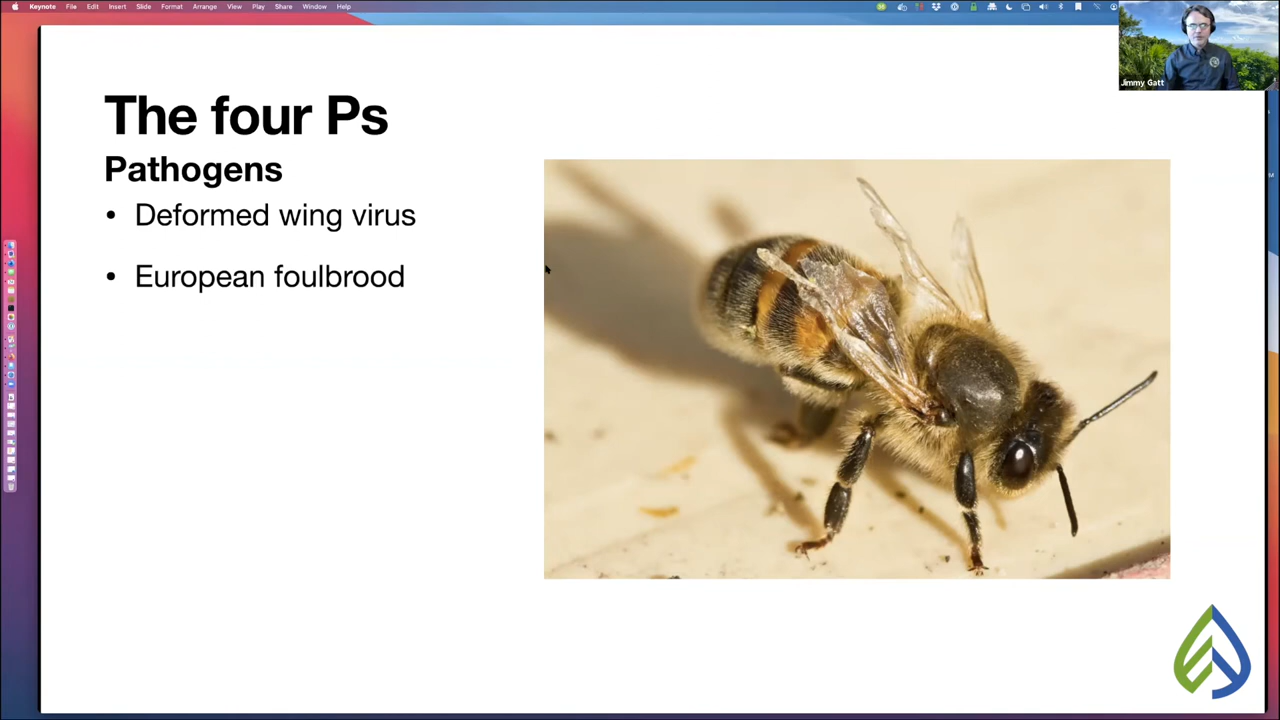 Keynote File Edit Insert Slide Format Arrange View Play Share Window Help
Jimmy Gatt
The four Ps
Pathogens
• Deformed wing virus
• European foulbrood